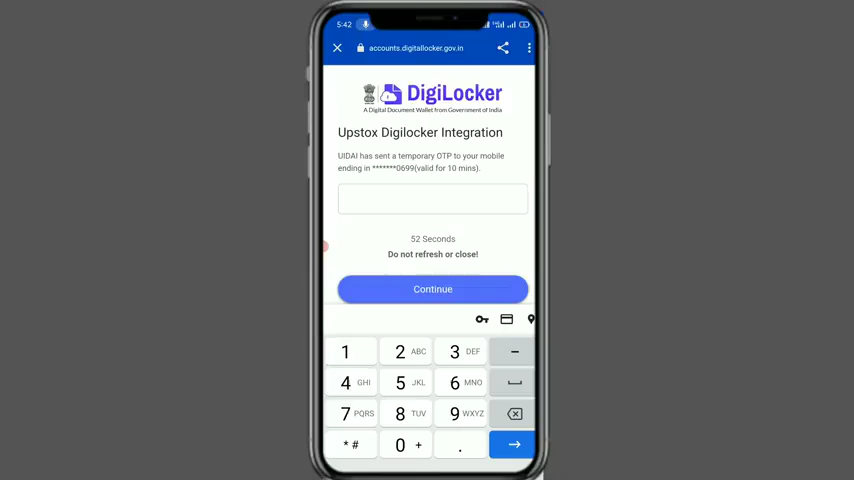 5:42
accounts.digitallocker.gov.in
DigiLocker
A Digital Document Wallet from Government of India
Upstox Digilocker Integration
UIDAI has sent a temporary OTP to your mobile
ending in *******0699(valid for 10 mins).
52 Seconds
Do not refresh or close!
Continue
1 2 ABC 3 DEF –
4 GHI 5 JKL 6 MNO
7 PQRS 8 TUV 9 WXYZ
* # 0 + .